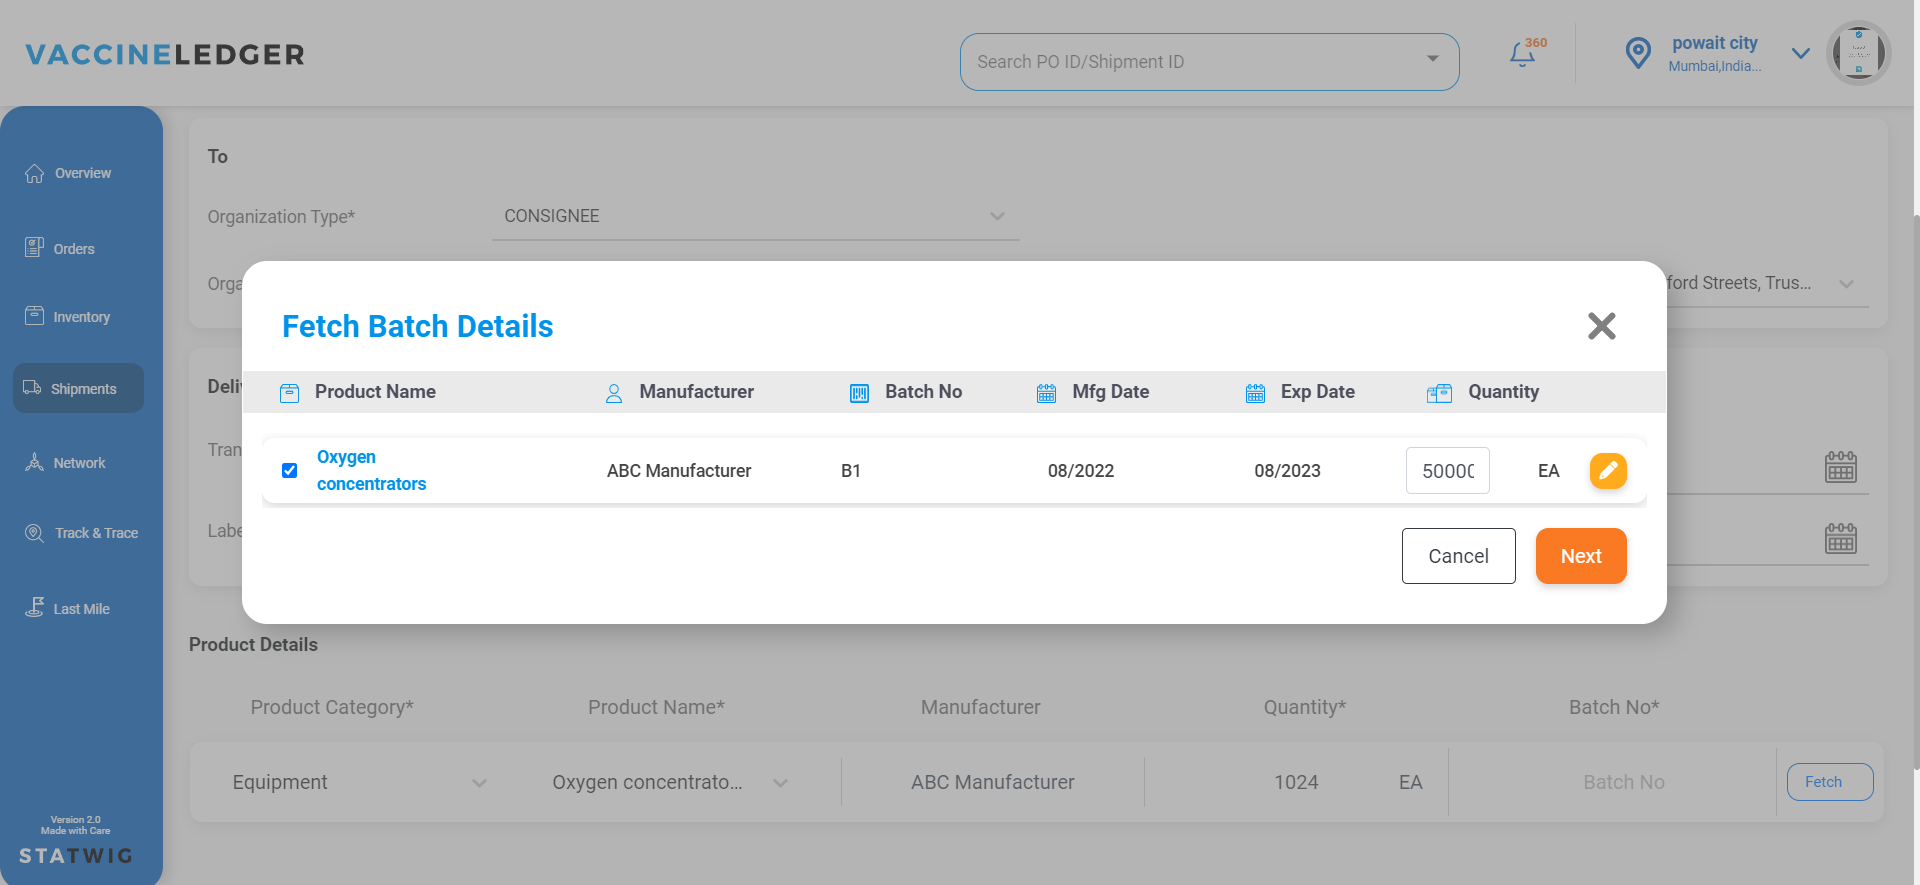 VACCINELEDGER
Search PO ID/Shipment ID
360
powait city
Mumbai,India...
Overview
Orders
Inventory
Shipments
Network
Track & Trace
Last Mile
Version 2.0
Made with Care
STATWIG
To
Organization Type*
CONSIGNEE
Orga
ford Streets, Trus...
Deliv
Tran
Labe
Fetch Batch Details
Product Name
Manufacturer
Batch No
Mfg Date
Exp Date
Quantity
Oxygen
concentrators
ABC Manufacturer
B1
08/2022
08/2023
5000
EA
Cancel
Next
Product Details
Product Category*
Product Name*
Manufacturer
Quantity*
Batch No*
Equipment
Oxygen concentrato...
ABC Manufacturer
1024
EA
Batch No
Fetch